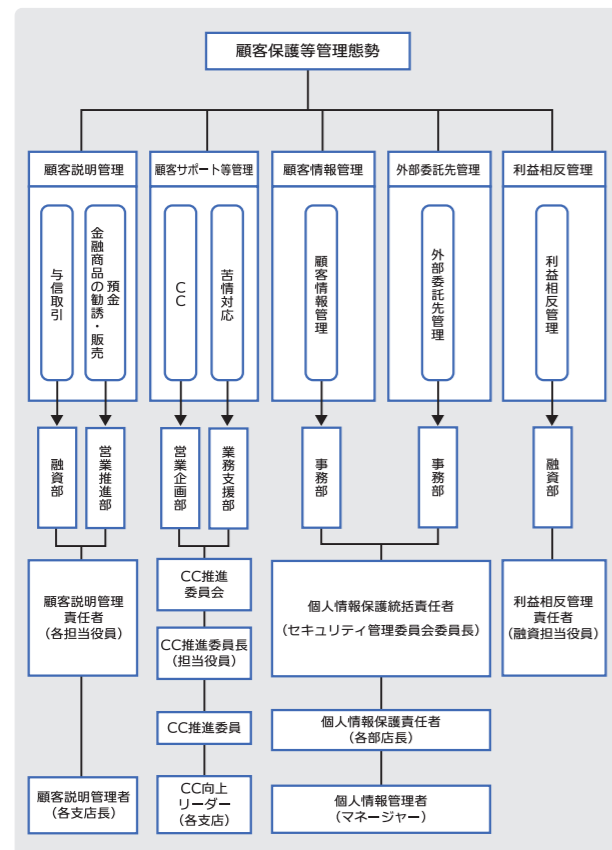 顧客保護等管理態勢
顧客説明管理
顧客サポート等管理
顧客情報管理
外部委託先管理
利益相反管理
与信取引
預金
金融商品の勧誘・販売
CC
苦情対応
顧客情報管理
外部委託先管理
利益相反管理
融資部
営業推進部
営業企画部
業務支援部
事務部
事務部
融資部
顧客説明管理
責任者
(各担当役員)
CC推進
委員会
CC推進委員長
(担当役員)
CC推進委員
CC向上
リーダー
(各支店)
個人情報保護統括責任者
(セキュリティ管理委員会委員長)
利益相反管理
責任者
(融資担当役員)
個人情報保護責任者
(各部店長)
顧客説明管理者
(各支店長)
個人情報管理者
(マネージャー)